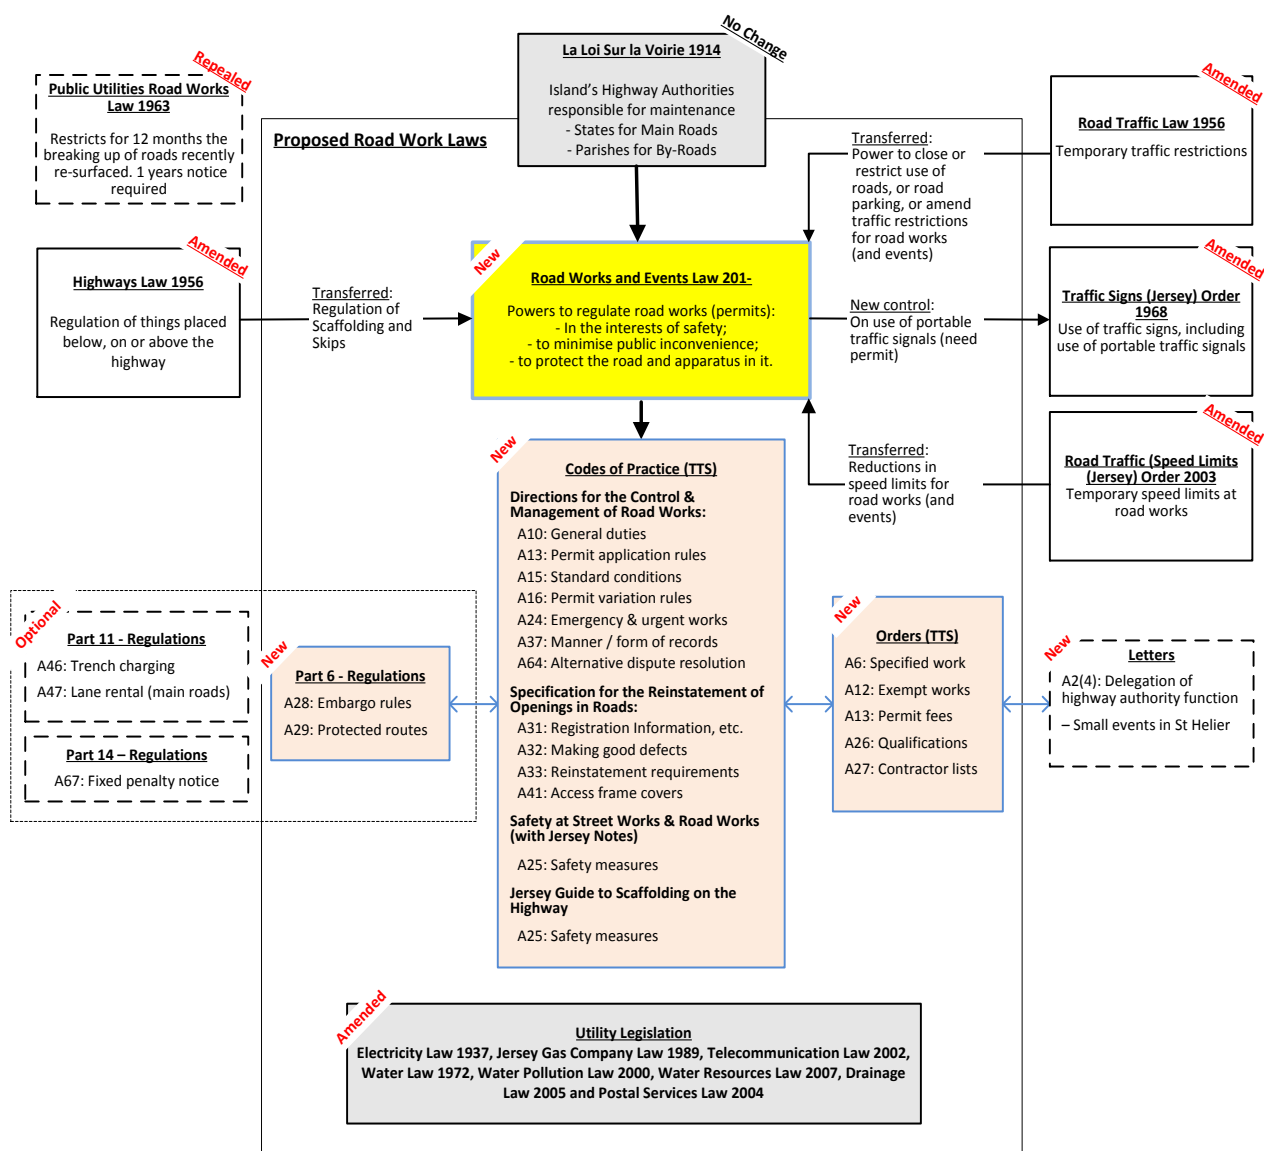 No Change
La Loi Sur la Voirie 1914
Island's Highway Authorities
responsible for maintenance
- States for Main Roads
- Parishes for By-Roads
Repealed
Public Utilities Road Works
Law 1963
Restricts for 12 months the
breaking up of roads recently
re-surfaced. 1 years notice
required
Proposed Road Work Laws
Transferred:
Power to close or
restrict use of
roads, or road
parking, or amend
traffic restrictions
for road works
(and events)
Amended
Road Traffic Law 1956
Temporary traffic restrictions
Amended
Highways Law 1956
Regulation of things placed
below, on or above the
highway
Transferred:
Regulation of
Scaffolding and
Skips
New
Road Works and Events Law 201-
Powers to regulate road works (permits):
- In the interests of safety;
- to minimise public inconvenience;
- to protect the road and apparatus in it.
New control:
On use of portable
traffic signals (need
permit)
Amended
Traffic Signs (Jersey) Order
1968
Use of traffic signs, including
use of portable traffic signals
Transferred:
Reductions in
speed limits for
road works (and
events)
Amended
Road Traffic (Speed Limits
(Jersey) Order 2003
Temporary speed limits at
road works
New
Codes of Practice (TTS)
Directions for the Control &
Management of Road Works:
A10: General duties
A13: Permit application rules
A15: Standard conditions
A16: Permit variation rules
A24: Emergency & urgent works
A37: Manner / form of records
A64: Alternative dispute resolution
Specification for the Reinstatement of
Openings in Roads:
A31: Registration Information, etc.
A32: Making good defects
A33: Reinstatement requirements
A41: Access frame covers
Safety at Street Works & Road Works
(with Jersey Notes)
A25: Safety measures
Jersey Guide to Scaffolding on the
Highway
A25: Safety measures
Optional
Part 11 - Regulations
A46: Trench charging
A47: Lane rental (main roads)
Part 14 – Regulations
A67: Fixed penalty notice
New
Part 6 - Regulations
A28: Embargo rules
A29: Protected routes
New
Orders (TTS)
A6: Specified work
A12: Exempt works
A13: Permit fees
A26: Qualifications
A27: Contractor lists
New
Letters
A2(4): Delegation of
highway authority function
– Small events in St Helier
Amended
Utility Legislation
Electricity Law 1937, Jersey Gas Company Law 1989, Telecommunication Law 2002,
Water Law 1972, Water Pollution Law 2000, Water Resources Law 2007, Drainage
Law 2005 and Postal Services Law 2004